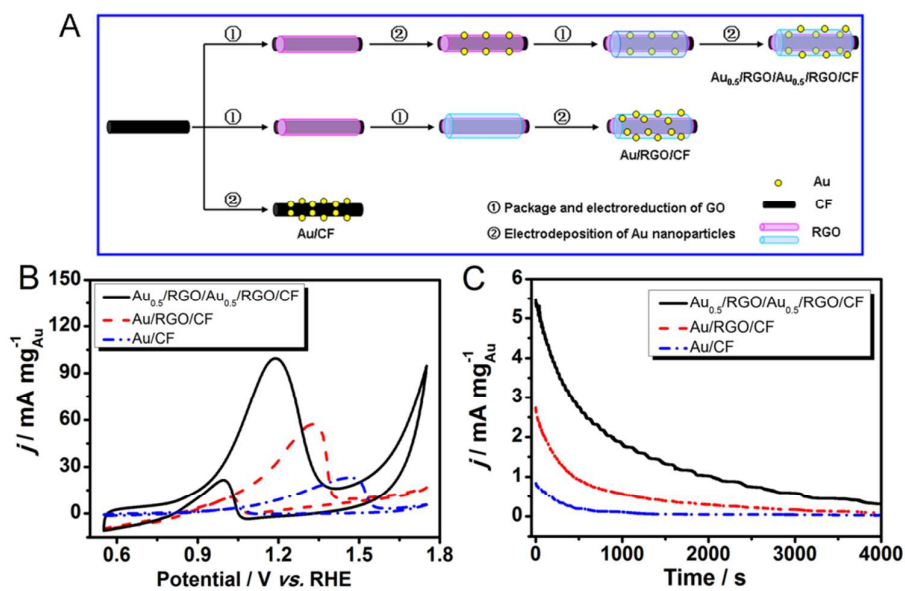 A
① ② ① ②
Au₀.₅/RGO/Au₀.₅/RGO/CF
① ① ②
Au/RGO/CF
②
Au/CF
① Package and electroreduction of GO
② Electrodeposition of Au nanoparticles
Au
CF
RGO
B
j / mA mg⁻¹Au
150
120
90
60
30
0
Au₀.₅/RGO/Au₀.₅/RGO/CF
Au/RGO/CF
Au/CF
0.6 0.9 1.2 1.5 1.8
Potential / V vs. RHE
C
j / mA mg⁻¹Au
6
5
4
3
2
1
0
Au₀.₅/RGO/Au₀.₅/RGO/CF
Au/RGO/CF
Au/CF
0 1000 2000 3000 4000
Time / s